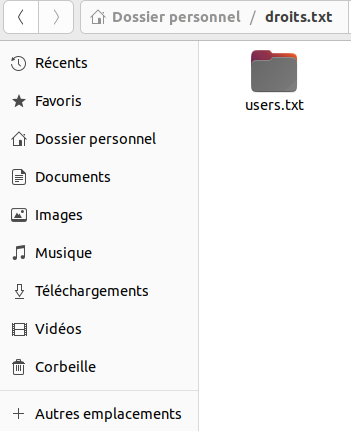 Dossier personnel / droits.txt
Récents
Favoris
Dossier personnel
Documents
Images
Musique
Téléchargements
Vidéos
Corbeille
+ Autres emplacements
users.txt